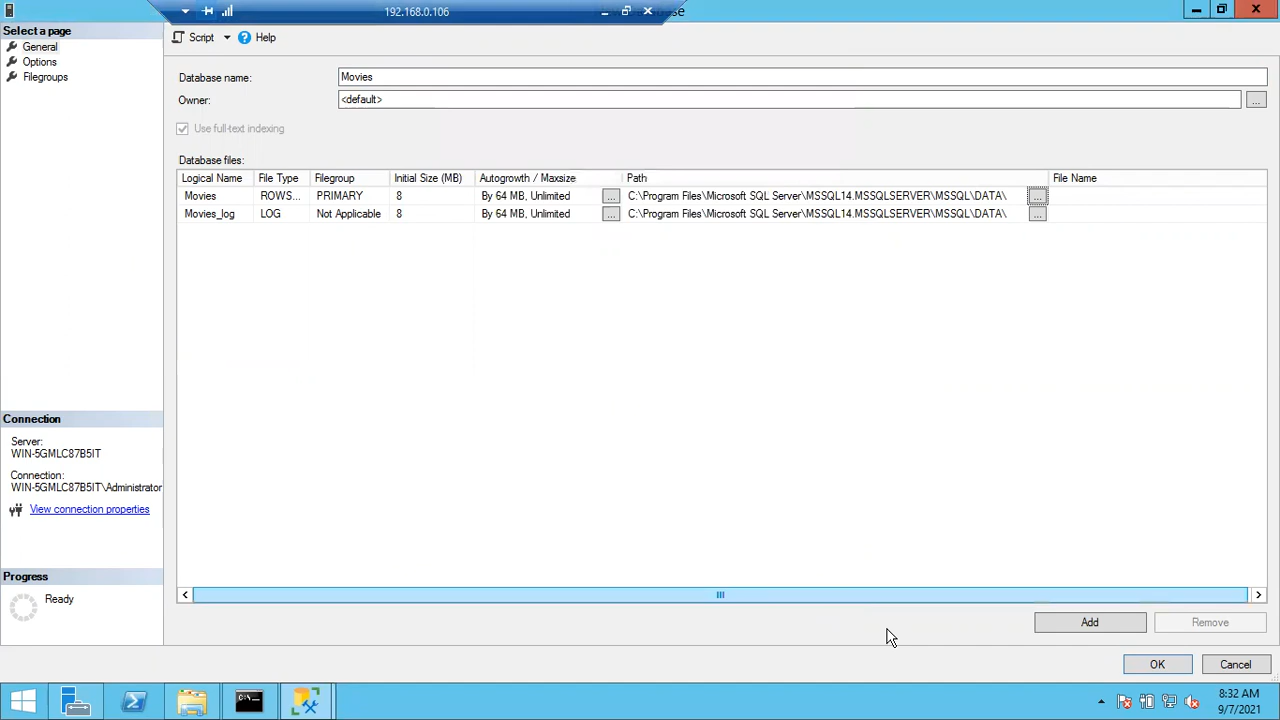 192.168.0.106
Select a page
General
Options
Filegroups
Script
Help
Database name:
Movies
Owner:
<default>
...
Use full-text indexing
Database files:
Logical Name File Type Filegroup Initial Size (MB) Autogrowth / Maxsize Path File Name
Movies ROWS... PRIMARY 8 By 64 MB, Unlimited ... C:\Program Files\Microsoft SQL Server\MSSQL14.MSSQLSERVER\MSSQL\DATA\ ...
Movies_log LOG Not Applicable 8 By 64 MB, Unlimited ... C:\Program Files\Microsoft SQL Server\MSSQL14.MSSQLSERVER\MSSQL\DATA\ ...
Connection
Server:
WIN-5GMLC87B5IT
Connection:
WIN-5GMLC87B5IT\Administrator
View connection properties
Progress
Ready
Add
Remove
OK
Cancel
8:32 AM
9/7/2021